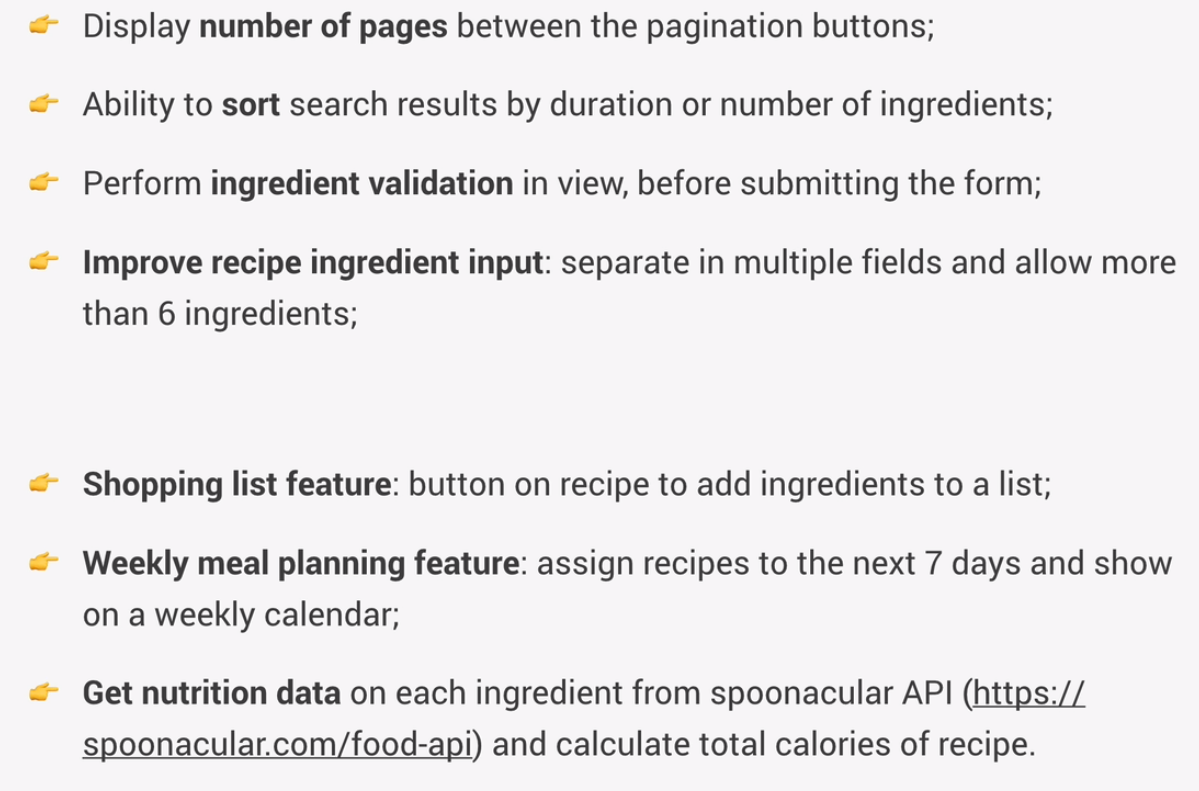 👉 Display number of pages between the pagination buttons;
👉 Ability to sort search results by duration or number of ingredients;
👉 Perform ingredient validation in view, before submitting the form;
👉 Improve recipe ingredient input: separate in multiple fields and allow more
than 6 ingredients;
👉 Shopping list feature: button on recipe to add ingredients to a list;
👉 Weekly meal planning feature: assign recipes to the next 7 days and show
on a weekly calendar;
👉 Get nutrition data on each ingredient from spoonacular API (https://
spoonacular.com/food-api) and calculate total calories of recipe.